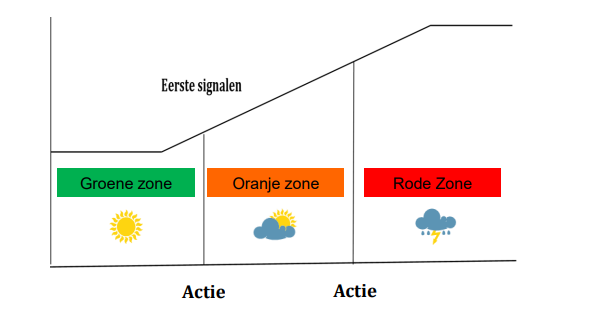 Eerste signalen
Groene zone
Oranje zone
Rode Zone
Actie
Actie